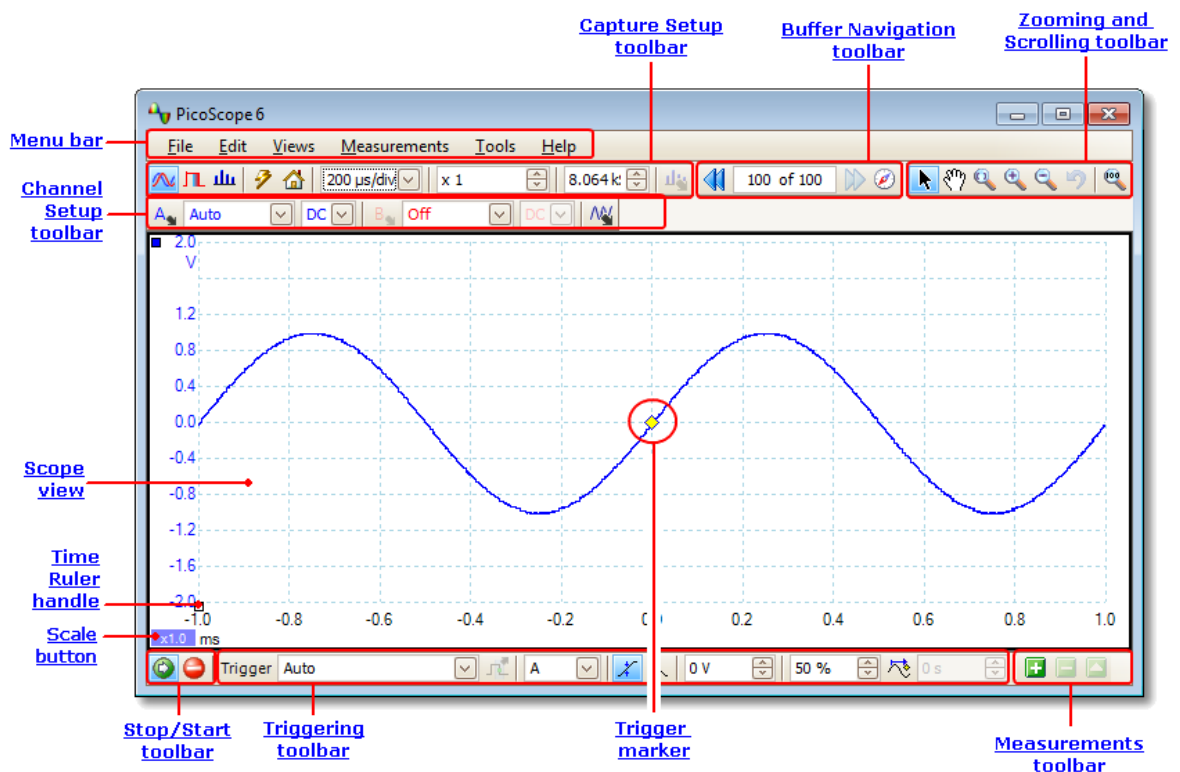 Capture Setup
toolbar
Buffer Navigation
toolbar
Zooming and
Scrolling toolbar
PicoScope 6
Menu bar
File Edit Views Measurements Tools Help
200 µs/div x 1 8.064 k 100 of 100
Channel
Setup
toolbar
A Auto DC B Off DC
2.0
V
1.2
0.8
0.4
0.0
-0.4
-0.8
-1.2
-1.6
-2.0
Scope
view
Time
Ruler
handle
-1.0 -0.8 -0.6 -0.4 -0.2 0.2 0.4 0.6 0.8 1.0
x1.0 ms
Scale
button
Trigger Auto A 0 V 50 % 0 s
Stop/Start
toolbar
Triggering
toolbar
Trigger
marker
Measurements
toolbar